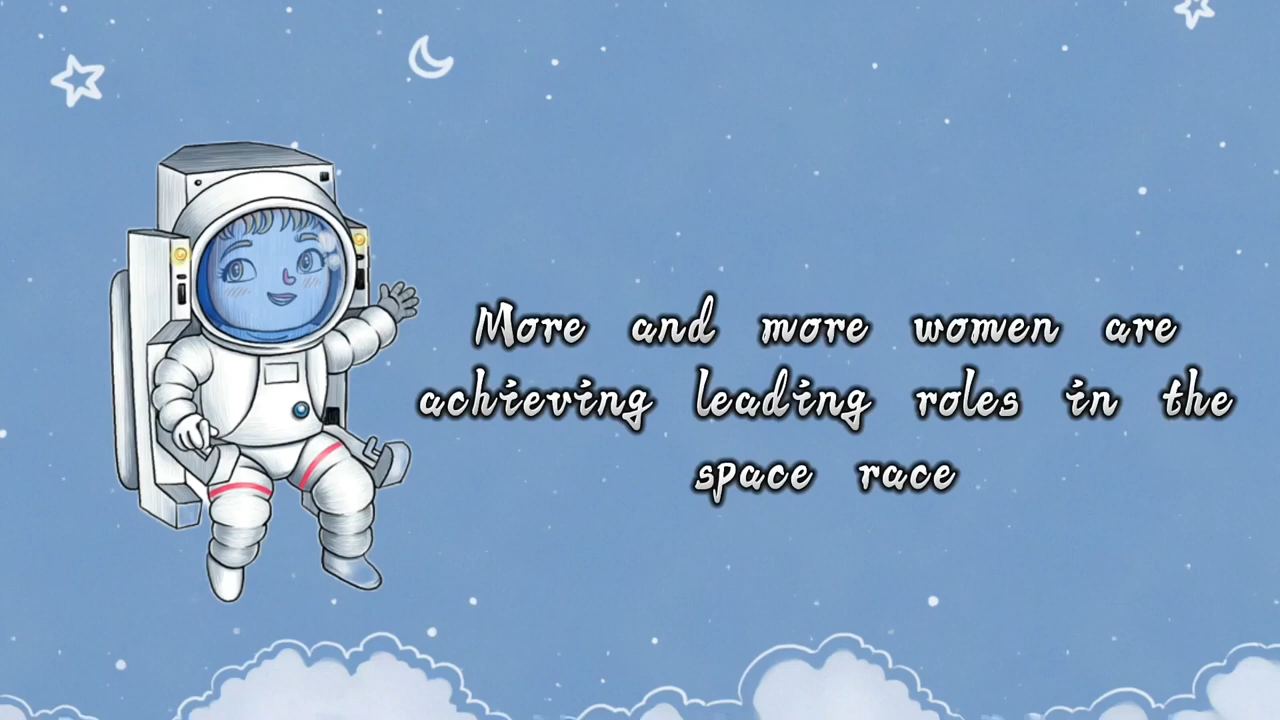 More and more women are
achieving leading roles in the
space race